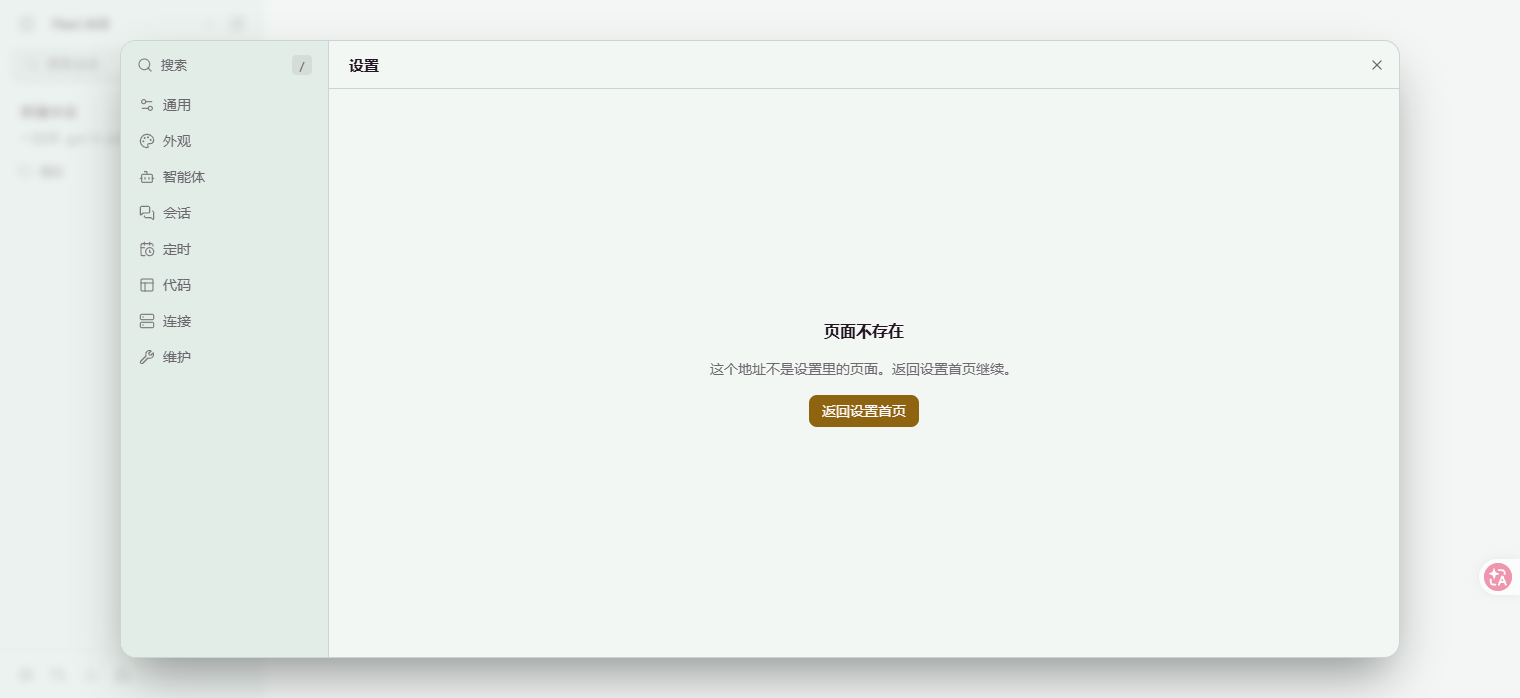 搜索
/
通用
外观
智能体
会话
定时
代码
连接
维护
设置
页面不存在
这个地址不是设置里的页面。返回设置首页继续。
返回设置首页